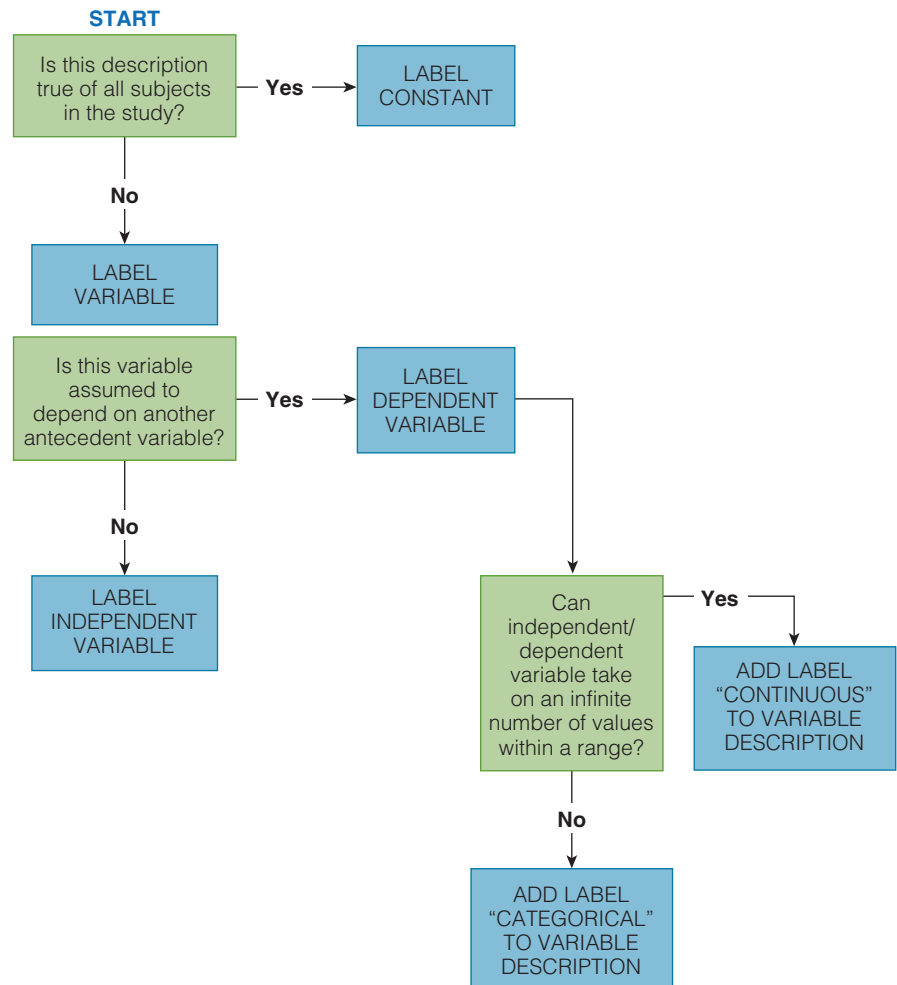 START
Is this description
true of all subjects
in the study?
Yes
LABEL
CONSTANT
No
LABEL
VARIABLE
Is this variable
assumed to
depend on another
antecedent variable?
Yes
LABEL
DEPENDENT
VARIABLE
No
LABEL
INDEPENDENT
VARIABLE
Can
independent/
dependent
variable take
on an infinite
number of values
within a range?
Yes
ADD LABEL
“CONTINUOUS”
TO VARIABLE
DESCRIPTION
No
ADD LABEL
“CATEGORICAL”
TO VARIABLE
DESCRIPTION